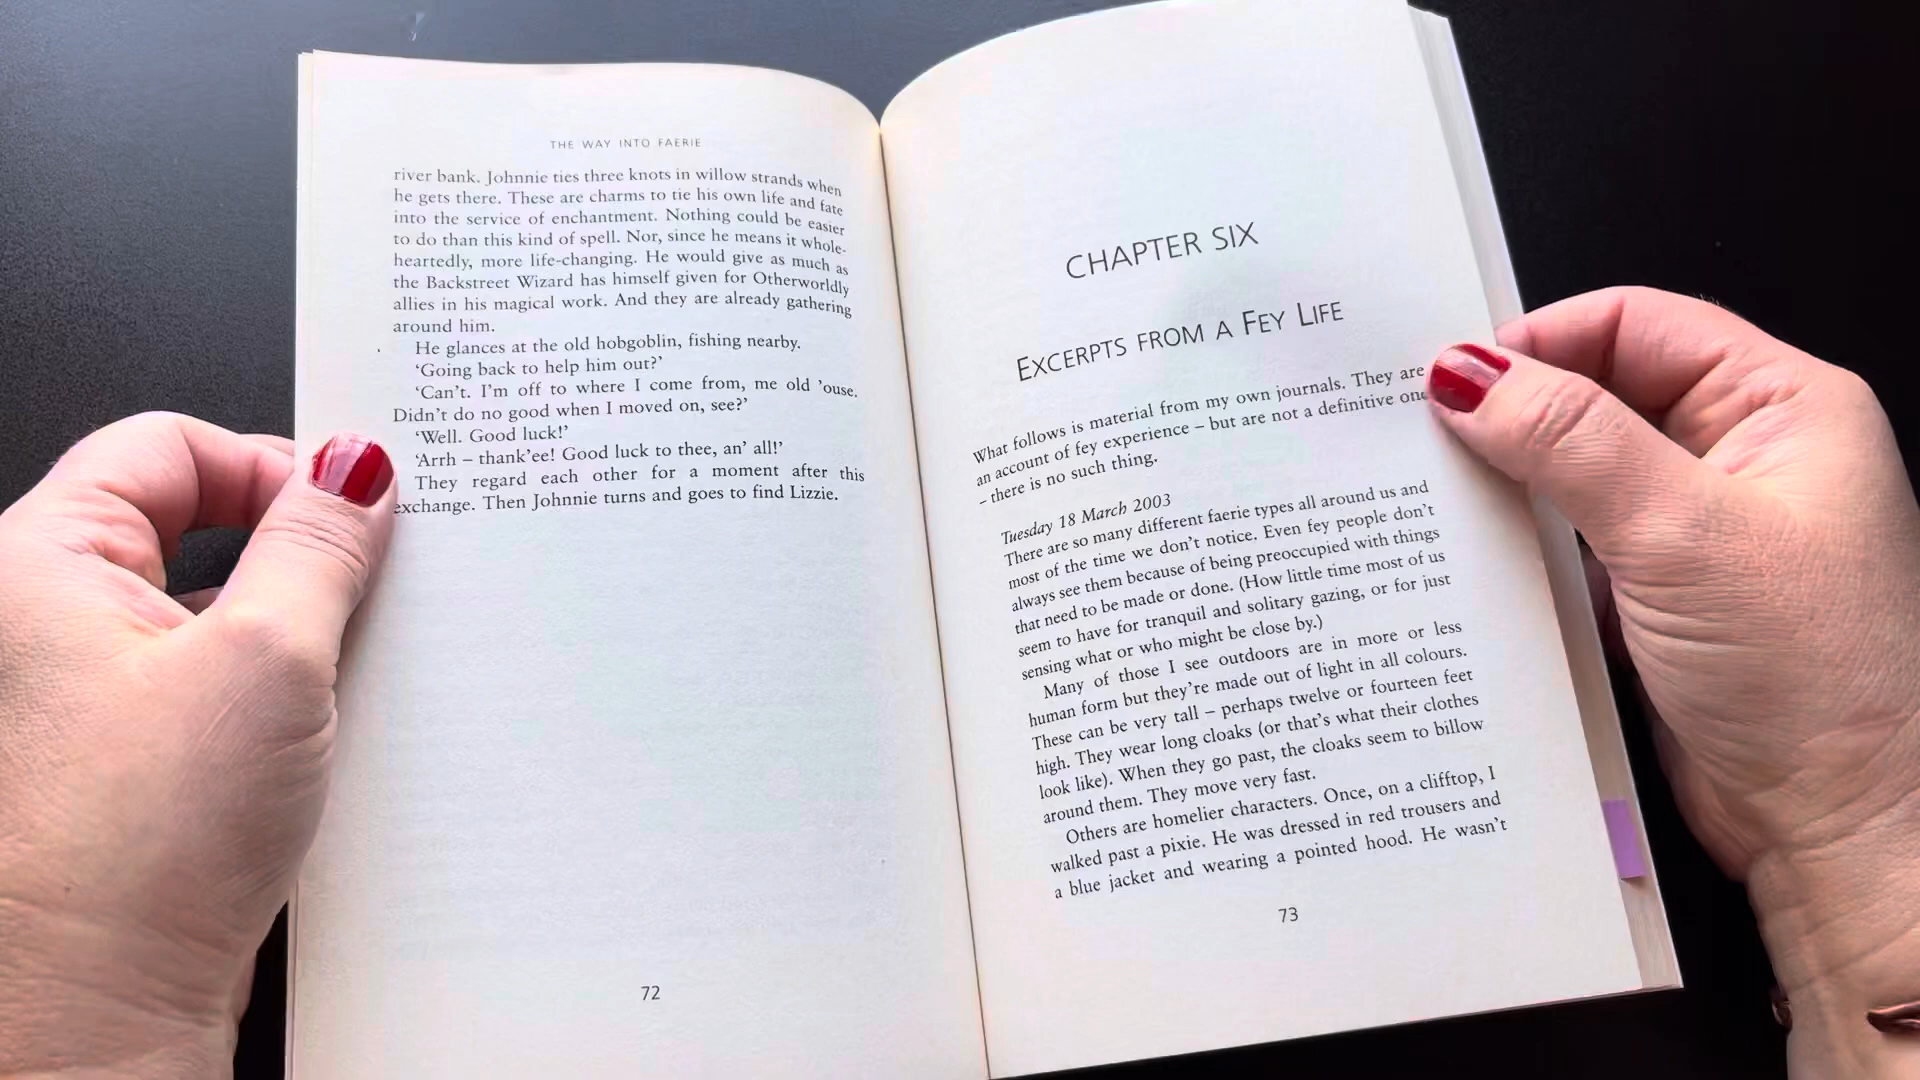 THE WAY INTO FAERIE
river bank. Johnnie ties three knots in willow strands when
he gets there. These are charms to tie his own life and fate
into the service of enchantment. Nothing could be easier
to do than this kind of spell. Nor, since he means it whole-
heartedly, more life-changing. He would give as much as
the Backstreet Wizard has himself given for Otherworldly
allies in his magical work. And they are already gathering
around him.
He glances at the old hobgoblin, fishing nearby.
‘Going back to help him out?’
‘Can't. I'm off to where I come from, me old ’ouse.
Didn't do no good when I moved on, see?’
‘Well. Good luck!’
‘Arrh – thank'ee! Good luck to thee, an’ all!’
They regard each other for a moment after this
exchange. Then Johnnie turns and goes to find Lizzie.
72
CHAPTER SIX
EXCERPTS FROM A FEY LIFE
What follows is material from my own journals. They are
an account of fey experience – but are not a definitive one
– there is no such thing.
Tuesday 18 March 2003
There are so many different faerie types all around us and
most of the time we don't notice. Even fey people don't
always see them because of being preoccupied with things
that need to be made or done. (How little time most of us
seem to have for tranquil and solitary gazing, or for just
sensing what or who might be close by.)
Many of those I see outdoors are in more or less
human form but they're made out of light in all colours.
These can be very tall – perhaps twelve or fourteen feet
high. They wear long cloaks (or that's what their clothes
look like). When they go past, the cloaks seem to billow
around them. They move very fast.
Others are homelier characters. Once, on a clifftop, I
walked past a pixie. He was dressed in red trousers and
a blue jacket and wearing a pointed hood. He wasn't
73